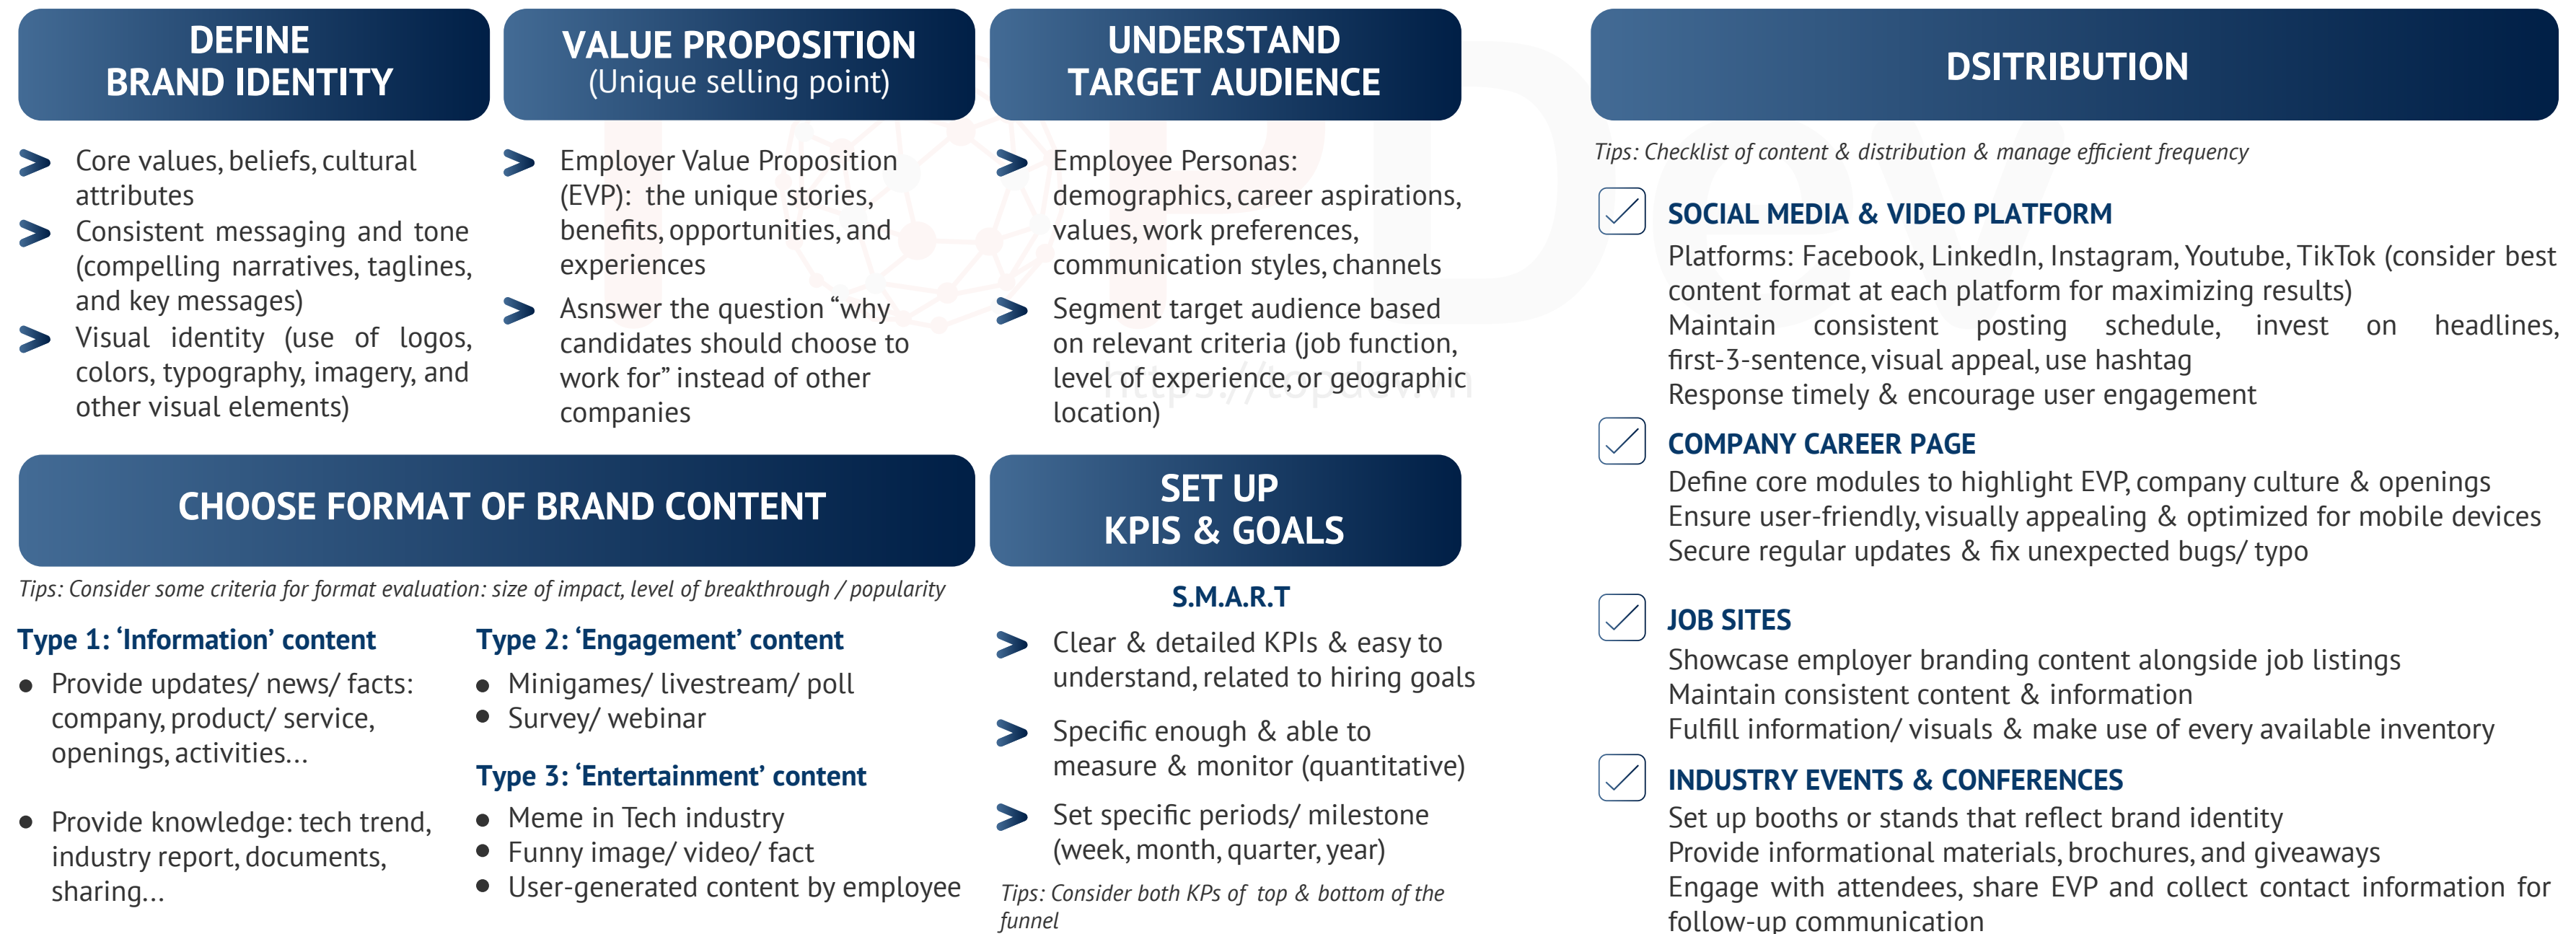 DEFINE
BRAND IDENTITY
Core values, beliefs, cultural
attributes
Consistent messaging and tone
(compelling narratives, taglines,
and key messages)
Visual identity (use of logos,
colors, typography, imagery, and
other visual elements)
VALUE PROPOSITION
(Unique selling point)
Employer Value Proposition
(EVP): the unique stories,
benefits, opportunities, and
experiences
Asnswer the question “why
candidates should choose to
work for” instead of other
companies
UNDERSTAND
TARGET AUDIENCE
Employee Personas:
demographics, career aspirations,
values, work preferences,
communication styles, channels
Segment target audience based
on relevant criteria (job function,
level of experience, or geographic
location)
CHOOSE FORMAT OF BRAND CONTENT
Tips: Consider some criteria for format evaluation: size of impact, level of breakthrough / popularity
Type 1: ‘Information’ content
Provide updates/ news/ facts:
company, product/ service,
openings, activities...
Provide knowledge: tech trend,
industry report, documents,
sharing...
Type 2: ‘Engagement’ content
Minigames/ livestream/ poll
Survey/ webinar
Type 3: ‘Entertainment’ content
Meme in Tech industry
Funny image/ video/ fact
User-generated content by employee
SET UP
KPIS & GOALS
S.M.A.R.T
Clear & detailed KPIs & easy to
understand, related to hiring goals
Specific enough & able to
measure & monitor (quantitative)
Set specific periods/ milestone
(week, month, quarter, year)
Tips: Consider both KPs of top & bottom of the
funnel
DSITRIBUTION
Tips: Checklist of content & distribution & manage efficient frequency
SOCIAL MEDIA & VIDEO PLATFORM
Platforms: Facebook, LinkedIn, Instagram, Youtube, TikTok (consider best
content format at each platform for maximizing results)
Maintain consistent posting schedule, invest on headlines,
first-3-sentence, visual appeal, use hashtag
Response timely & encourage user engagement
COMPANY CAREER PAGE
Define core modules to highlight EVP, company culture & openings
Ensure user-friendly, visually appealing & optimized for mobile devices
Secure regular updates & fix unexpected bugs/ typo
JOB SITES
Showcase employer branding content alongside job listings
Maintain consistent content & information
Fulfill information/ visuals & make use of every available inventory
INDUSTRY EVENTS & CONFERENCES
Set up booths or stands that reflect brand identity
Provide informational materials, brochures, and giveaways
Engage with attendees, share EVP and collect contact information for
follow-up communication
TOPDev
https://topdev.vn